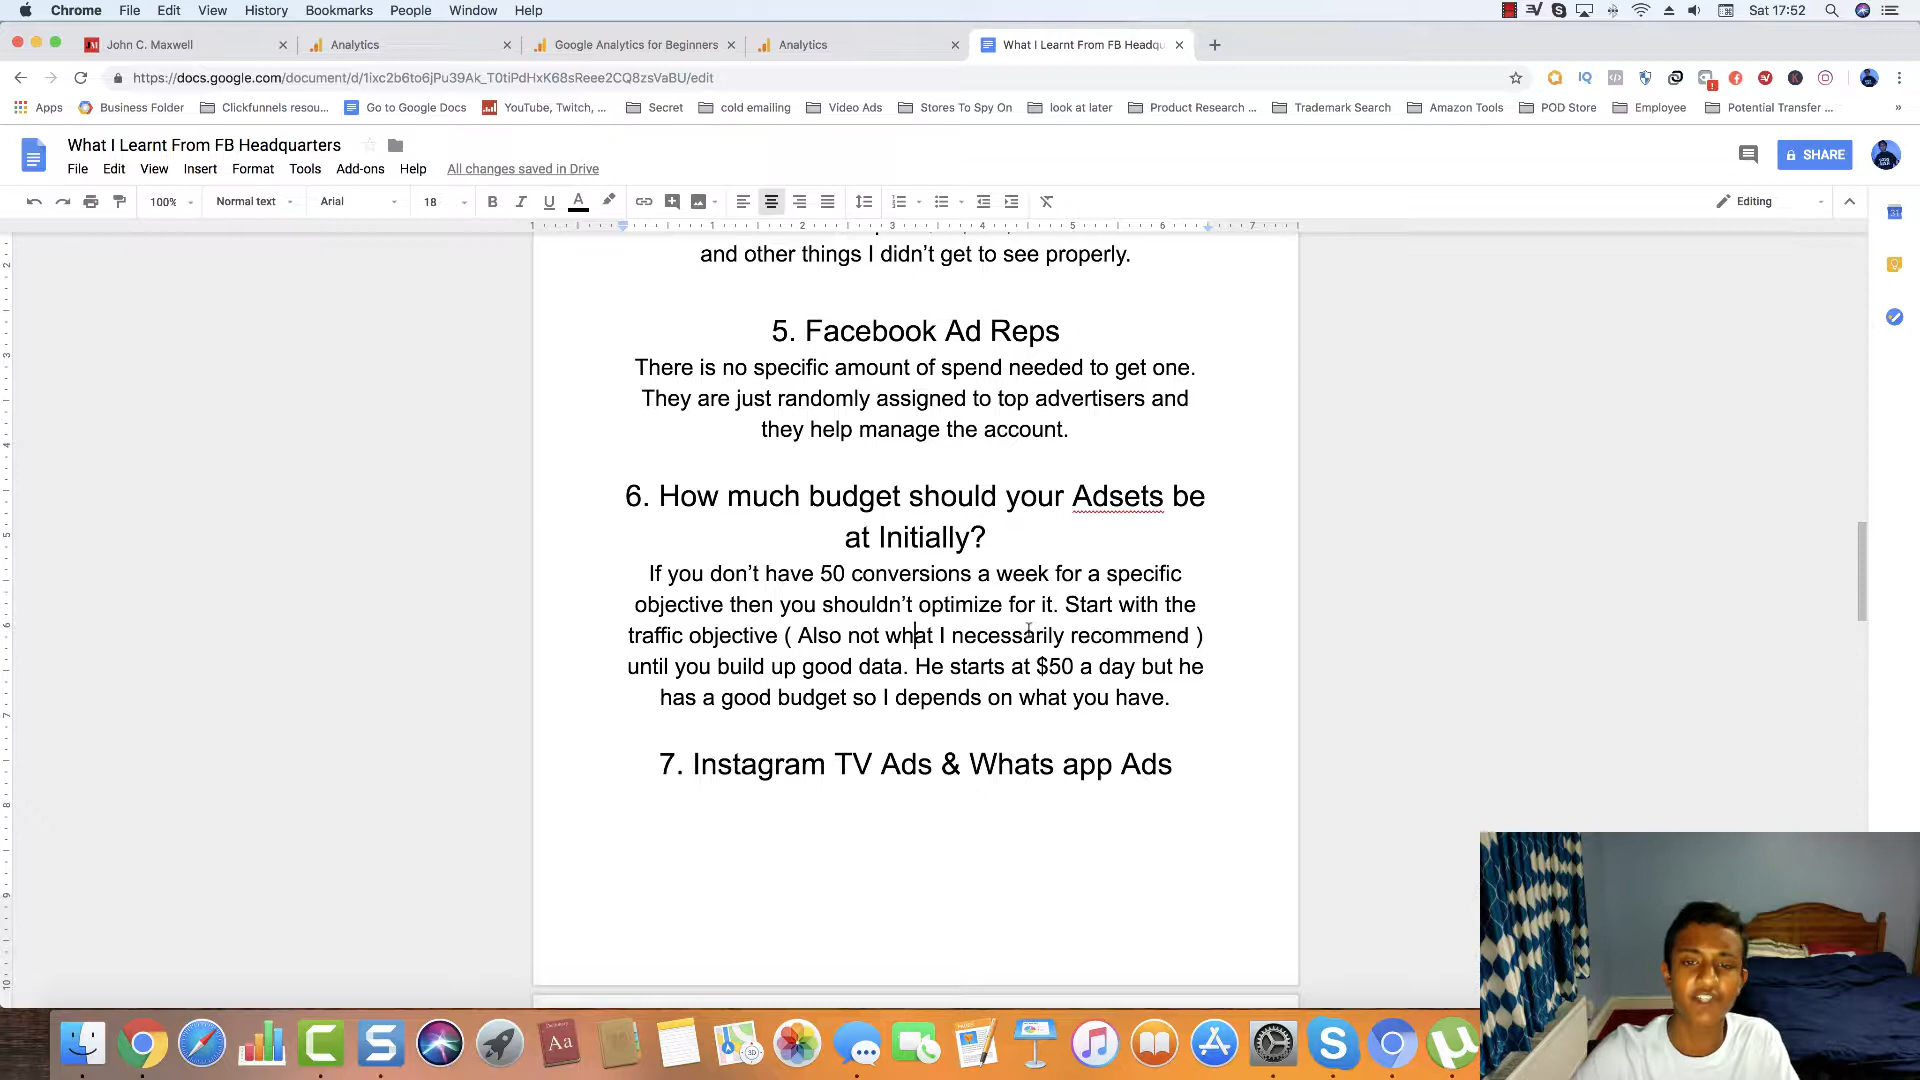 Chrome File Edit View History Bookmarks People Window Help Sat 17:52
John C. Maxwell Analytics Google Analytics for Beginners Analytics What I Learnt From FB Headqu
https://docs.google.com/document/d/1ixc2b6to6jPu39Ak_T0tiPdHxK68sReee2CQ8zsVaBU/edit
Apps Business Folder Clickfunnels resou... Go to Google Docs YouTube, Twitch, ... Secret cold emailing Video Ads Stores To Spy On look at later Product Research ... Trademark Search Amazon Tools POD Store Employee Potential Transfer ...
What I Learnt From FB Headquarters
File Edit View Insert Format Tools Add-ons Help All changes saved in Drive
SHARE
100% Normal text Arial 18 Editing
and other things I didn’t get to see properly.
5. Facebook Ad Reps
There is no specific amount of spend needed to get one.
They are just randomly assigned to top advertisers and
they help manage the account.
6. How much budget should your Adsets be
at Initially?
If you don’t have 50 conversions a week for a specific
objective then you shouldn’t optimize for it. Start with the
traffic objective ( Also not what I necessarily recommend )
until you build up good data. He starts at $50 a day but he
has a good budget so I depends on what you have.
7. Instagram TV Ads & Whats app Ads